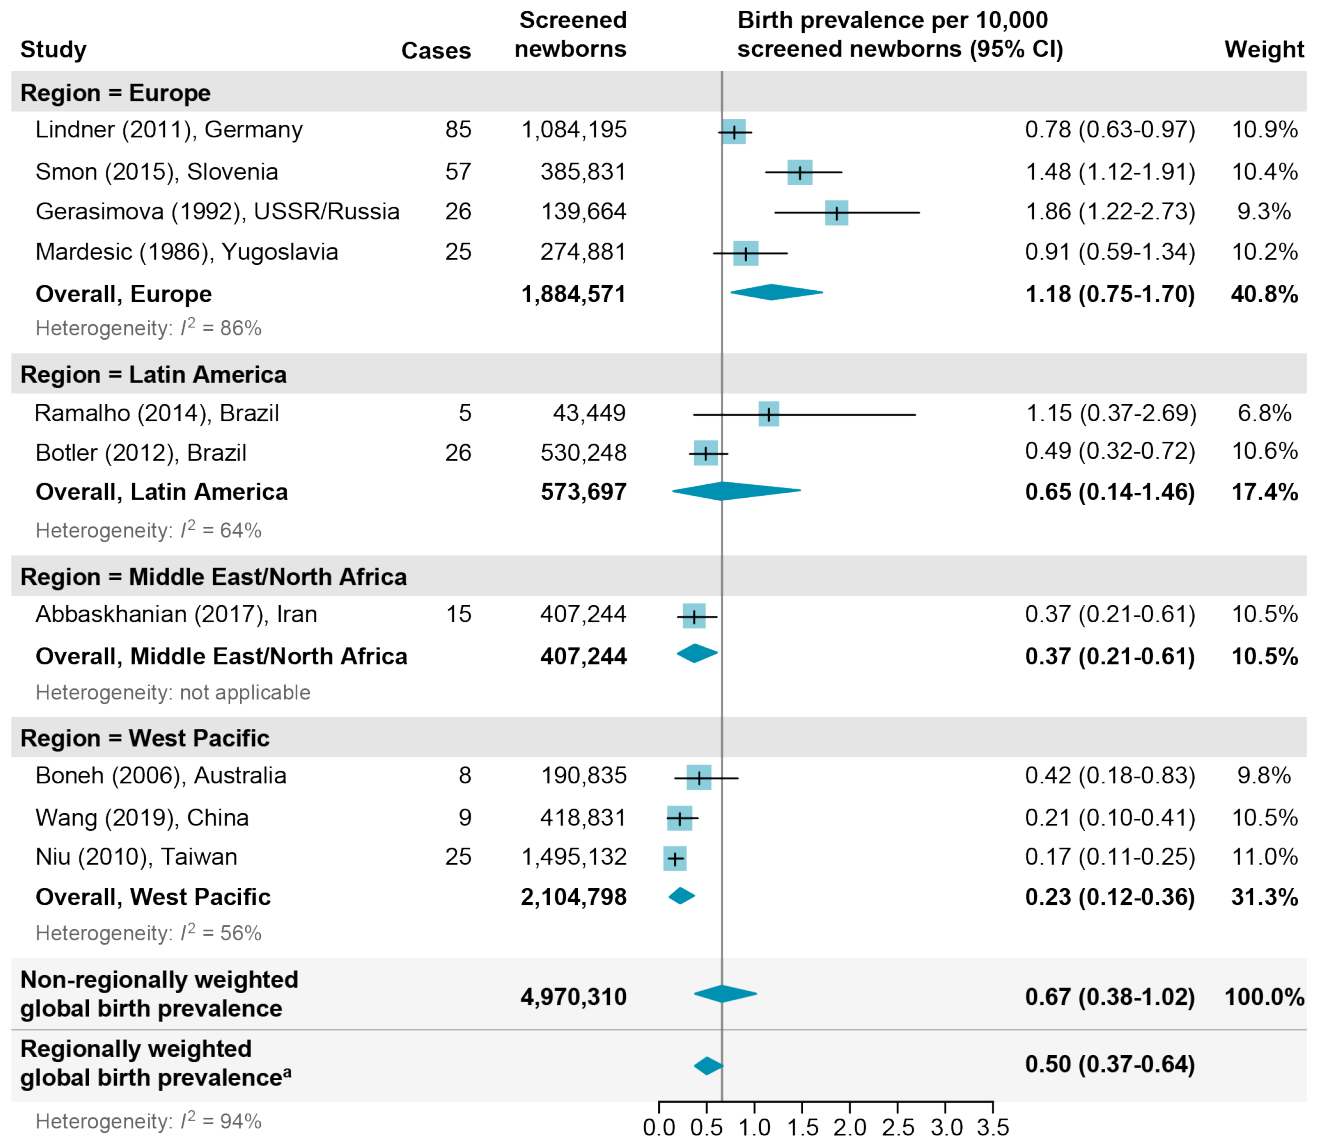 Study Cases Screened newborns Birth prevalence per 10,000 screened newborns (95% CI) Weight
Region = Europe
Lindner (2011), Germany 85 1,084,195 0.78 (0.63-0.97) 10.9%
Smon (2015), Slovenia 57 385,831 1.48 (1.12-1.91) 10.4%
Gerasimova (1992), USSR/Russia 26 139,664 1.86 (1.22-2.73) 9.3%
Mardesic (1986), Yugoslavia 25 274,881 0.91 (0.59-1.34) 10.2%
Overall, Europe 1,884,571 1.18 (0.75-1.70) 40.8%
Heterogeneity: I² = 86%
Region = Latin America
Ramalho (2014), Brazil 5 43,449 1.15 (0.37-2.69) 6.8%
Botler (2012), Brazil 26 530,248 0.49 (0.32-0.72) 10.6%
Overall, Latin America 573,697 0.65 (0.14-1.46) 17.4%
Heterogeneity: I² = 64%
Region = Middle East/North Africa
Abbaskhanian (2017), Iran 15 407,244 0.37 (0.21-0.61) 10.5%
Overall, Middle East/North Africa 407,244 0.37 (0.21-0.61) 10.5%
Heterogeneity: not applicable
Region = West Pacific
Boneh (2006), Australia 8 190,835 0.42 (0.18-0.83) 9.8%
Wang (2019), China 9 418,831 0.21 (0.10-0.41) 10.5%
Niu (2010), Taiwan 25 1,495,132 0.17 (0.11-0.25) 11.0%
Overall, West Pacific 2,104,798 0.23 (0.12-0.36) 31.3%
Heterogeneity: I² = 56%
Non-regionally weighted
global birth prevalence 4,970,310 0.67 (0.38-1.02) 100.0%
Regionally weighted
global birth prevalenceᵃ 0.50 (0.37-0.64)
Heterogeneity: I² = 94%
0.0 0.5 1.0 1.5 2.0 2.5 3.0 3.5